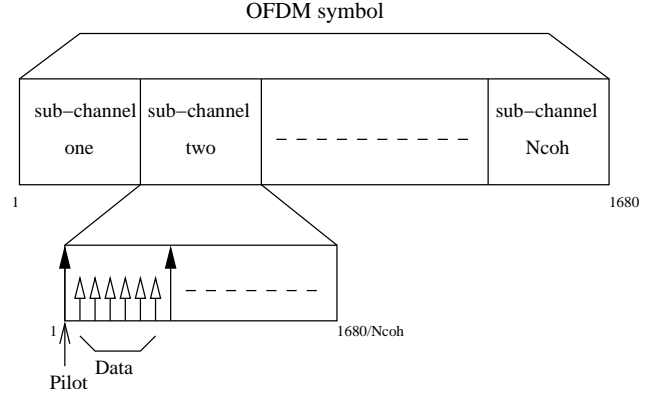 OFDM symbol
sub−channel one
sub−channel two
sub−channel Ncoh
1
1680
1
1680/Ncoh
Data
Pilot